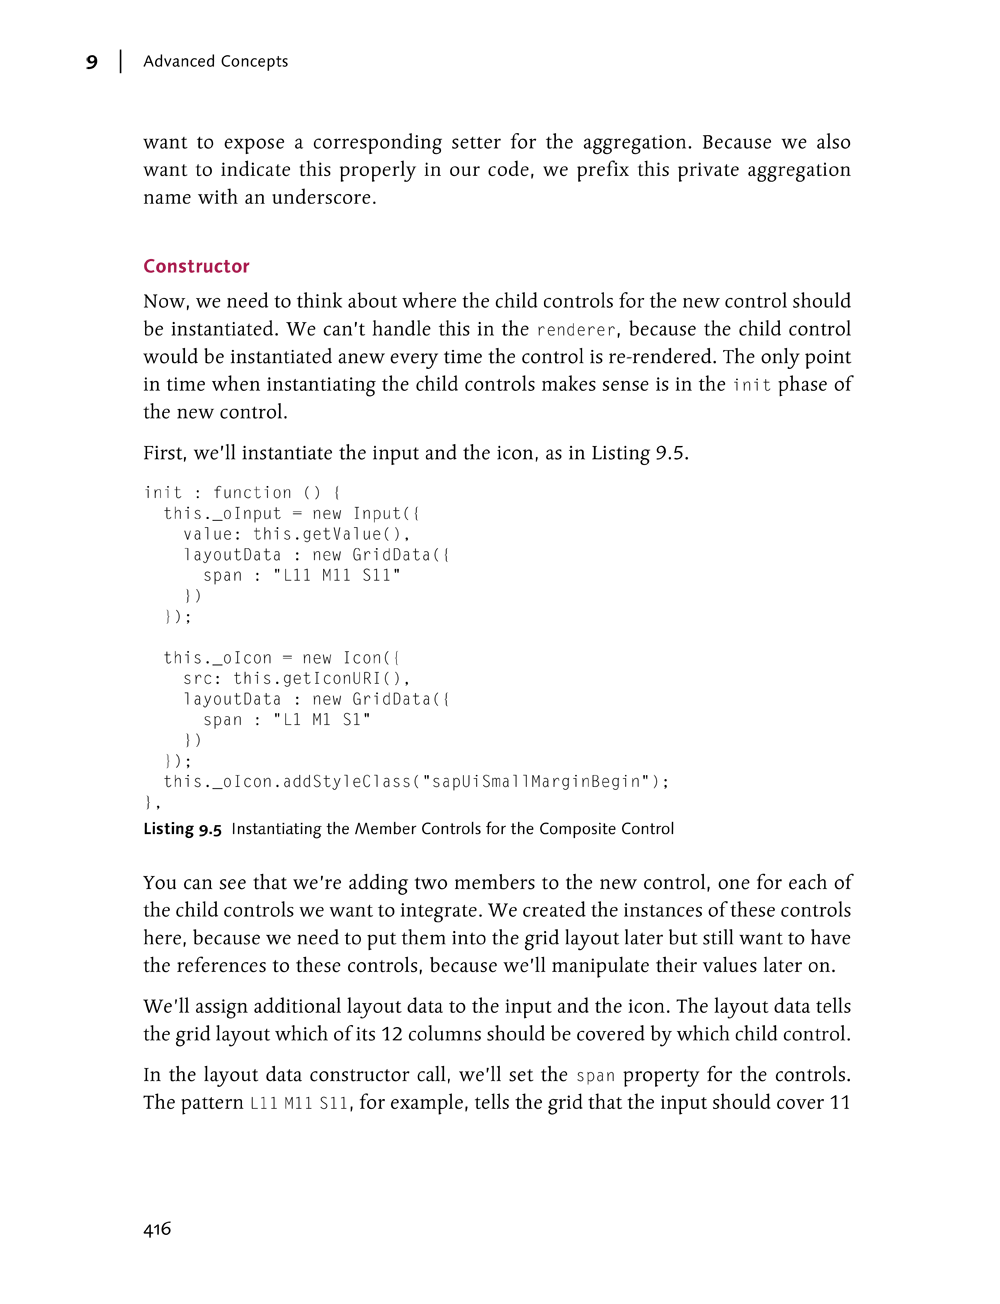 9 | Advanced Concepts
want to expose a corresponding setter for the aggregation. Because we also
want to indicate this properly in our code, we prefix this private aggregation
name with an underscore.
Constructor
Now, we need to think about where the child controls for the new control should
be instantiated. We can't handle this in the renderer, because the child control
would be instantiated anew every time the control is re-rendered. The only point
in time when instantiating the child controls makes sense is in the init phase of
the new control.
First, we'll instantiate the input and the icon, as in Listing 9.5.
init : function () {
  this._oInput = new Input({
    value: this.getValue(),
    layoutData : new GridData({
      span : "L11 M11 S11"
    })
  });
  this._oIcon = new Icon({
    src: this.getIconURI(),
    layoutData : new GridData({
      span : "L1 M1 S1"
    })
  });
  this._oIcon.addStyleClass("sapUiSmallMarginBegin");
},
Listing 9.5 Instantiating the Member Controls for the Composite Control
You can see that we're adding two members to the new control, one for each of
the child controls we want to integrate. We created the instances of these controls
here, because we need to put them into the grid layout later but still want to have
the references to these controls, because we'll manipulate their values later on.
We'll assign additional layout data to the input and the icon. The layout data tells
the grid layout which of its 12 columns should be covered by which child control.
In the layout data constructor call, we'll set the span property for the controls.
The pattern L11 M11 S11, for example, tells the grid that the input should cover 11
416